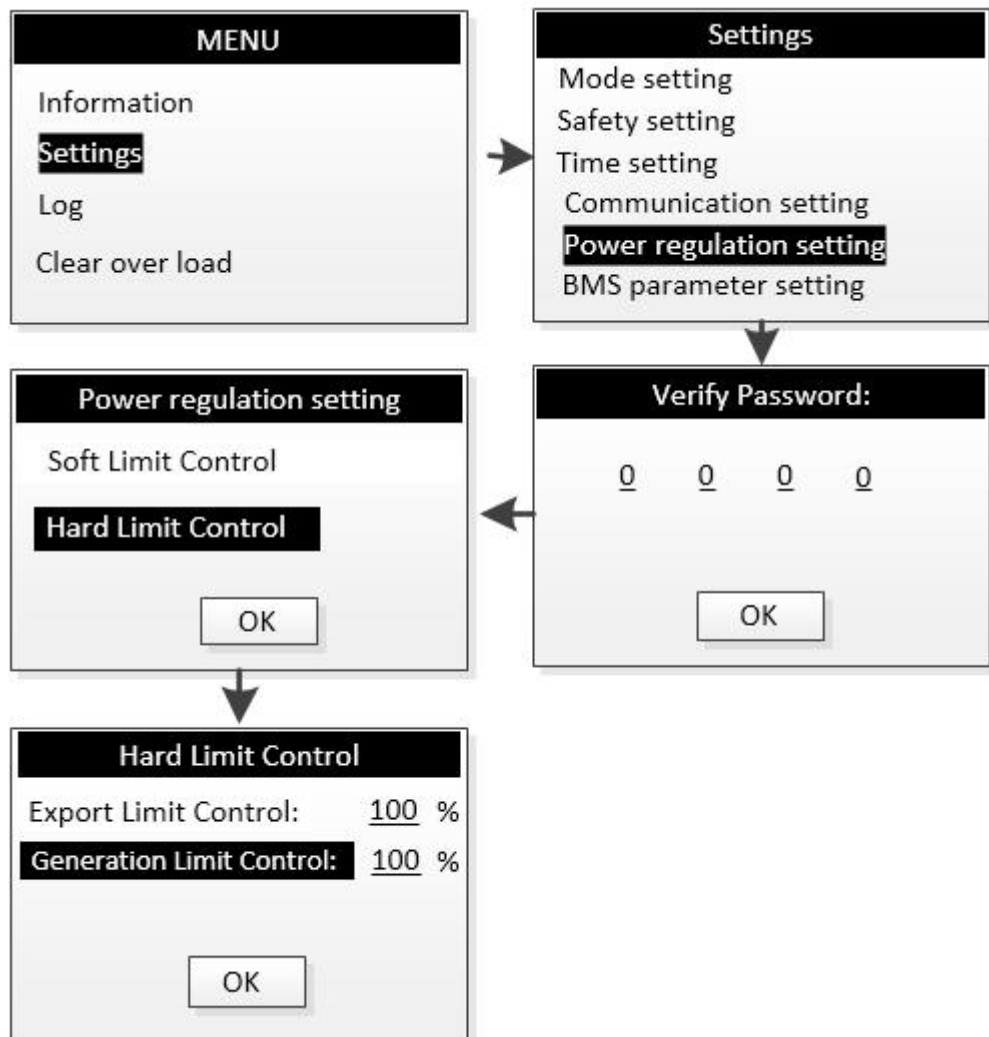 MENU
Information
Settings
Log
Clear over load
Settings
Mode setting
Safety setting
Time setting
Communication setting
Power regulation setting
BMS parameter setting
Verify Password:
0 0 0 0
OK
Power regulation setting
Soft Limit Control
Hard Limit Control
OK
Hard Limit Control
Export Limit Control: 100 %
Generation Limit Control: 100 %
OK